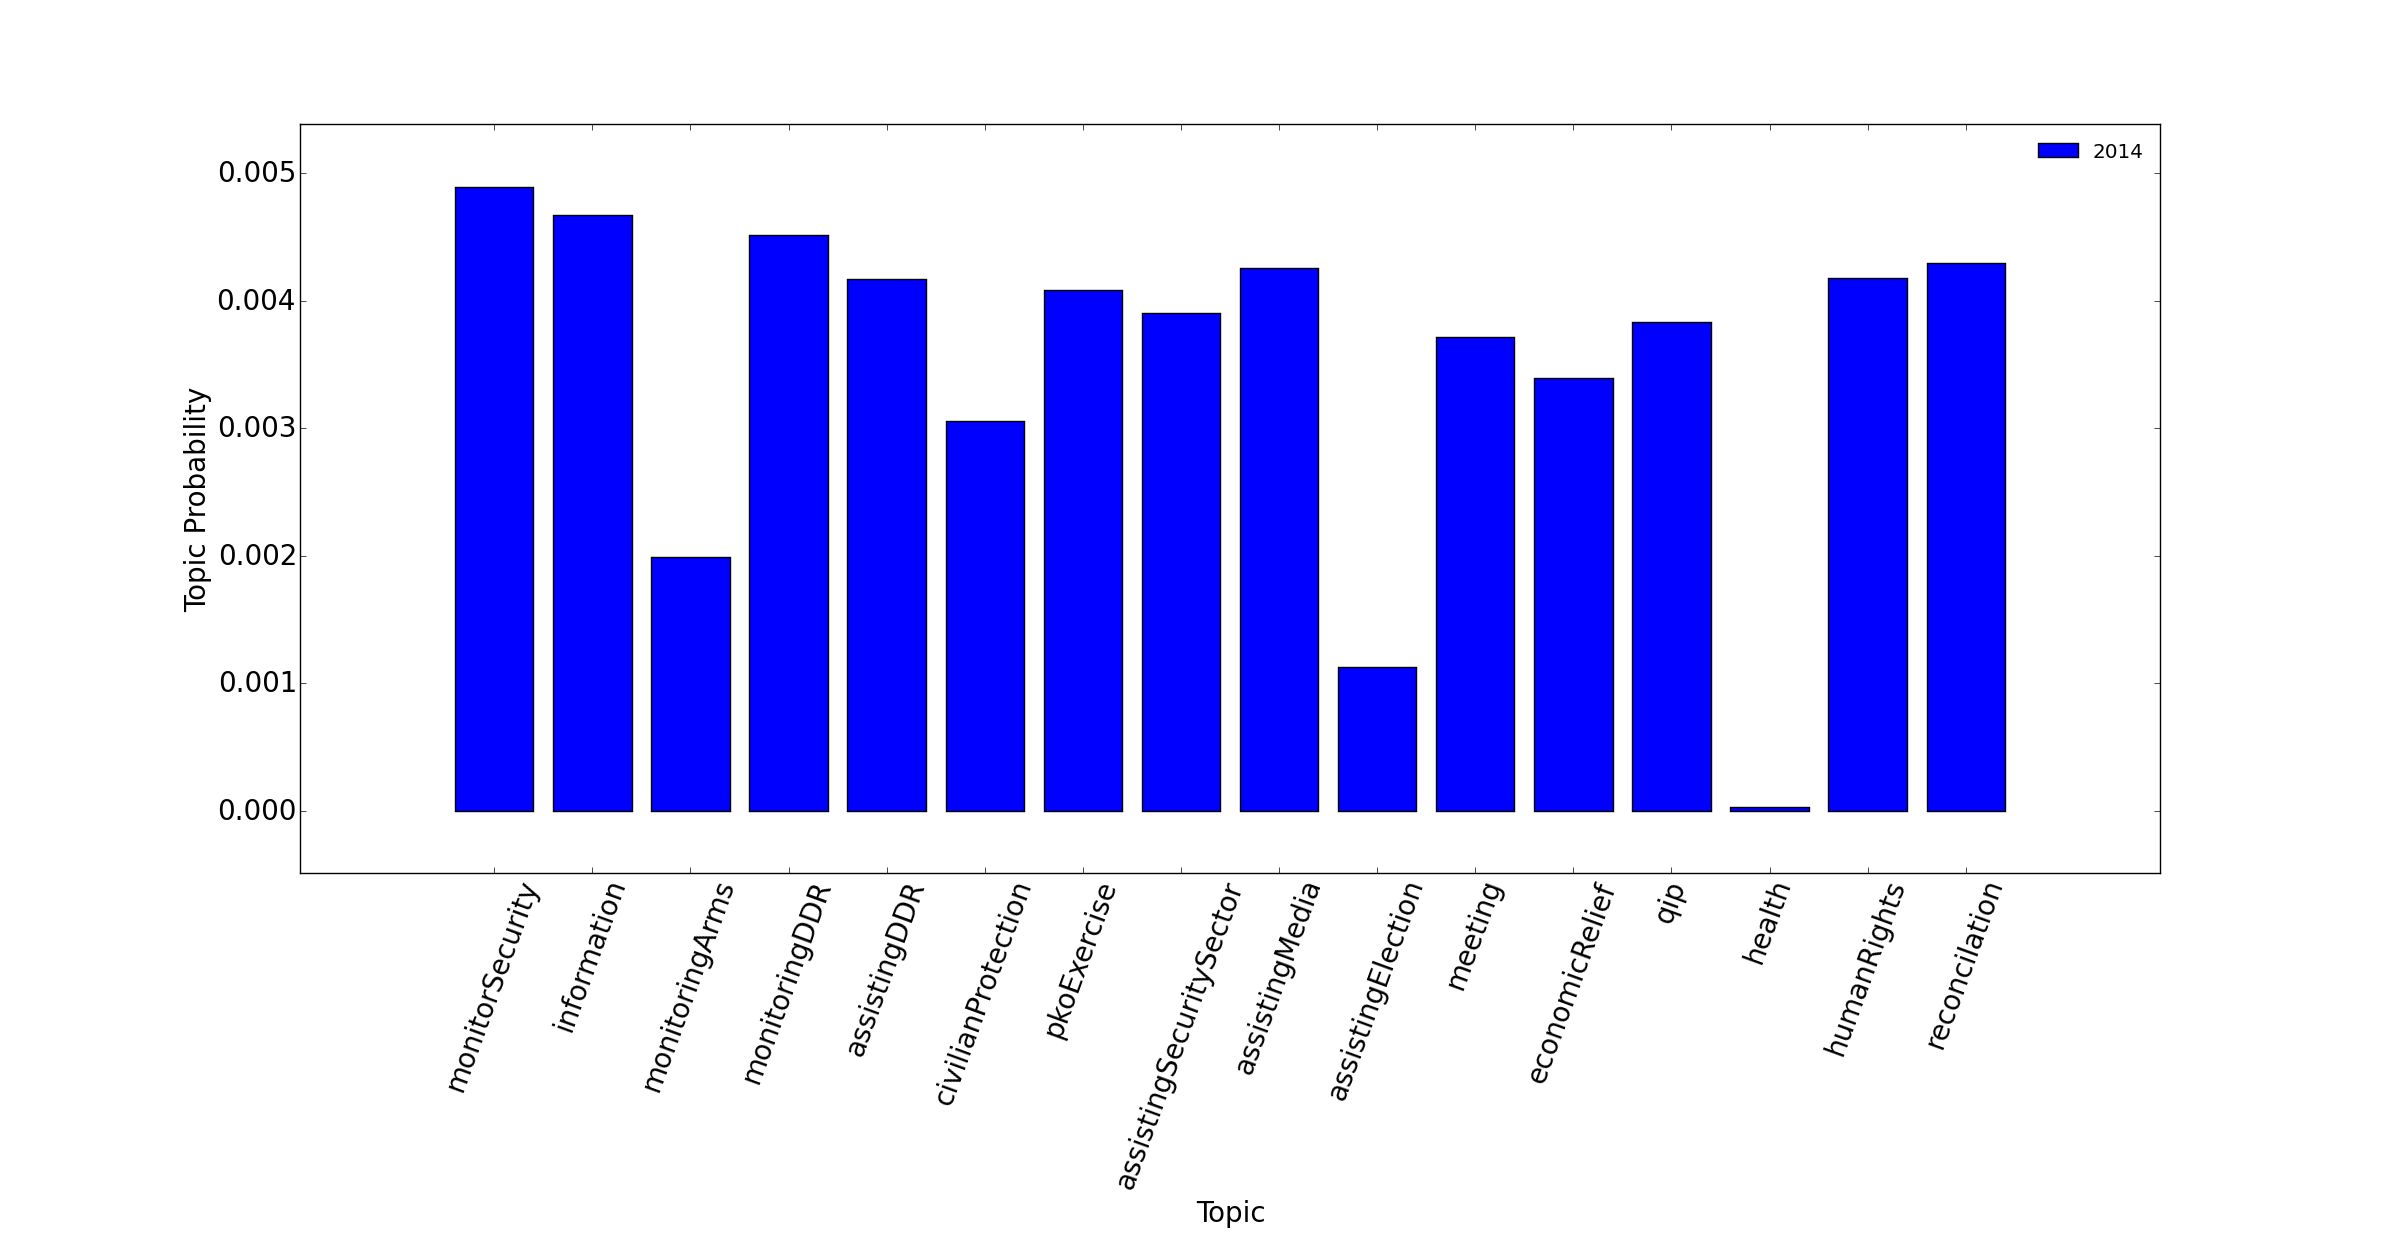 2014
0.005
0.004
0.003
0.002
0.001
0.000
Topic Probability
monitorSecurity
information
monitoringArms
monitoringDDR
assistingDDR
civilianProtection
pkoExercise
assistingSecuritySector
assistingMedia
assistingElection
meeting
economicRelief
qip
health
humanRights
reconcilation
Topic